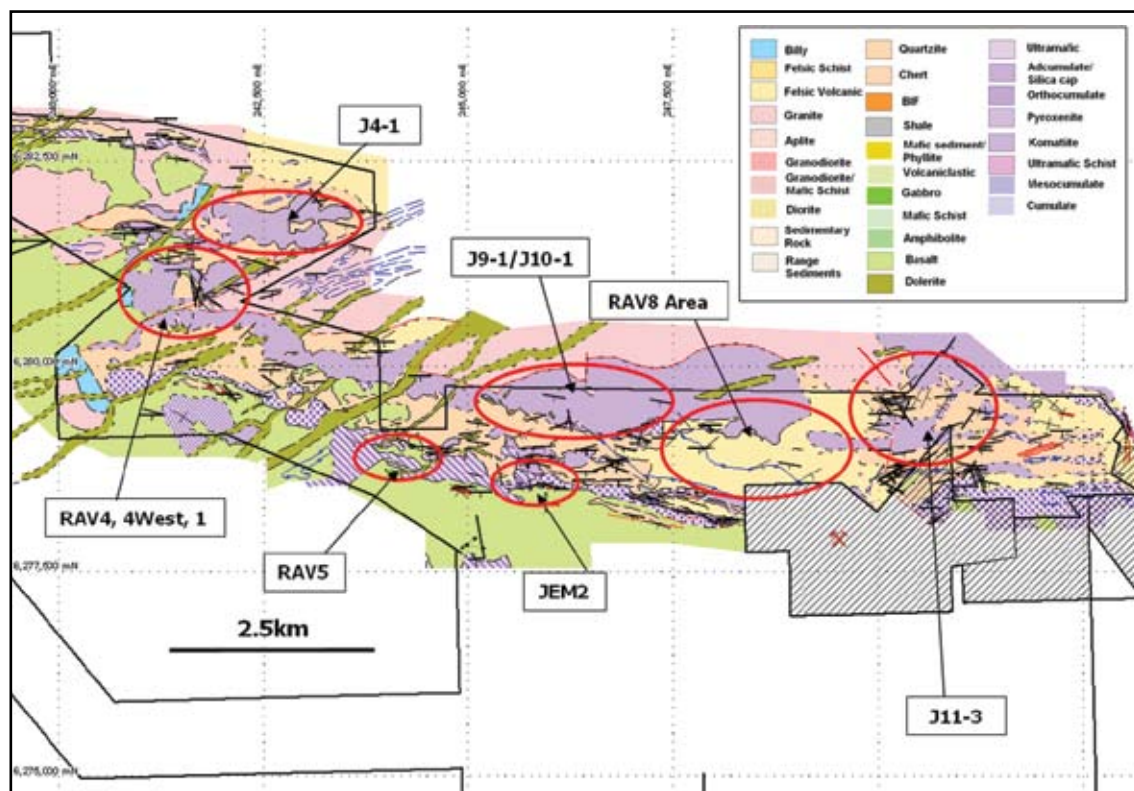 240,000 mE
242,500 mE
245,000 mE
247,500 mE
6,282,500 mN
6,280,000 mN
6,277,500 mN
6,275,000 mN
J4-1
J9-1/J10-1
RAV8 Area
RAV4, 4West, 1
RAV5
JEM2
J11-3
2.5km
Billy
Felsic Schist
Felsic Volcanic
Granite
Aplite
Granodiorite
Granodiorite/
Mafic Schist
Diorite
Sedimentary
Rock
Range
Sediments
Quartzite
Chert
BIF
Shale
Mafic sediment/
Phyllite
Volcaniclastic
Gabbro
Mafic Schist
Amphibolite
Basalt
Dolerite
Ultramafic
Adcumulate/
Silica cap
Orthocumulate
Pyroxenite
Komatiite
Ultramafic Schist
Mesocumulate
Cumulate